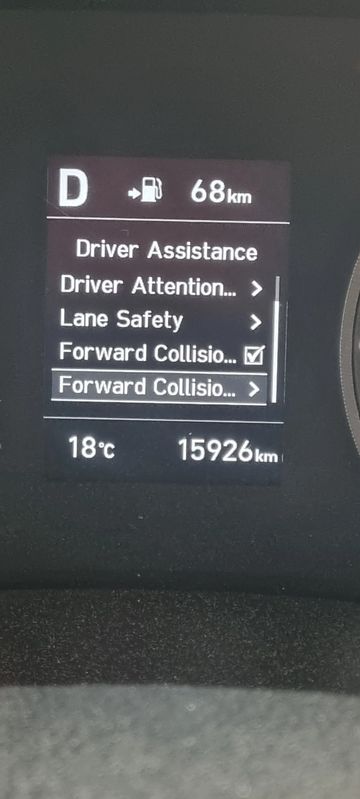 D 68km
Driver Assistance
Driver Attention... >
Lane Safety >
Forward Collisio... ☑
Forward Collisio... >
18°C 15926km